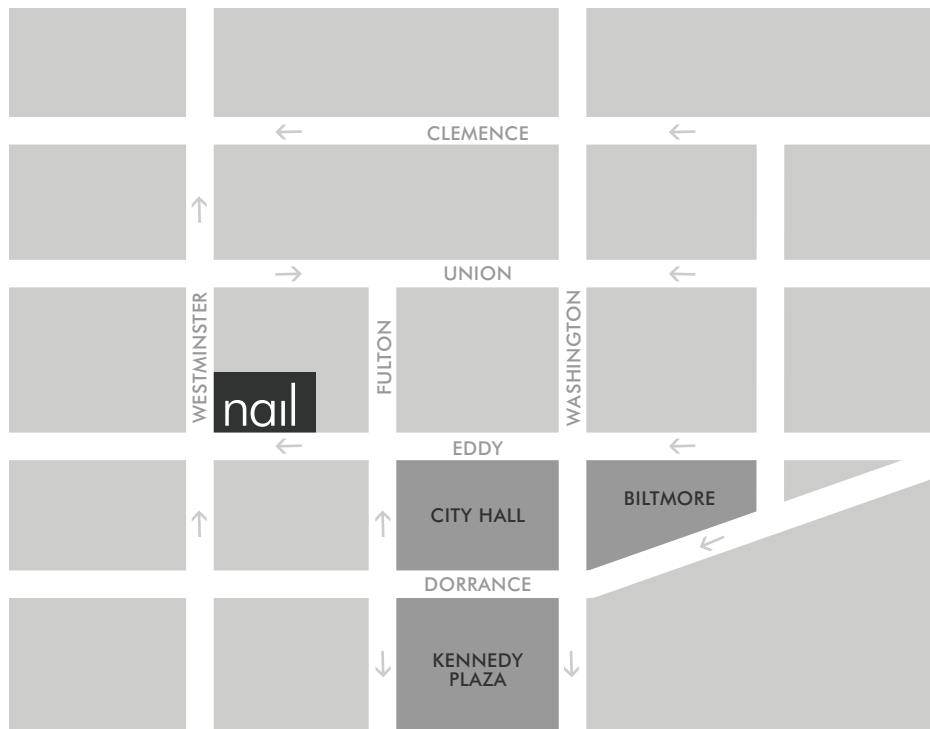 CLEMENCE
UNION
WESTMINSTER
FULTON
WASHINGTON
nail
EDDY
BILTMORE
CITY HALL
DORRANCE
KENNEDY
PLAZA